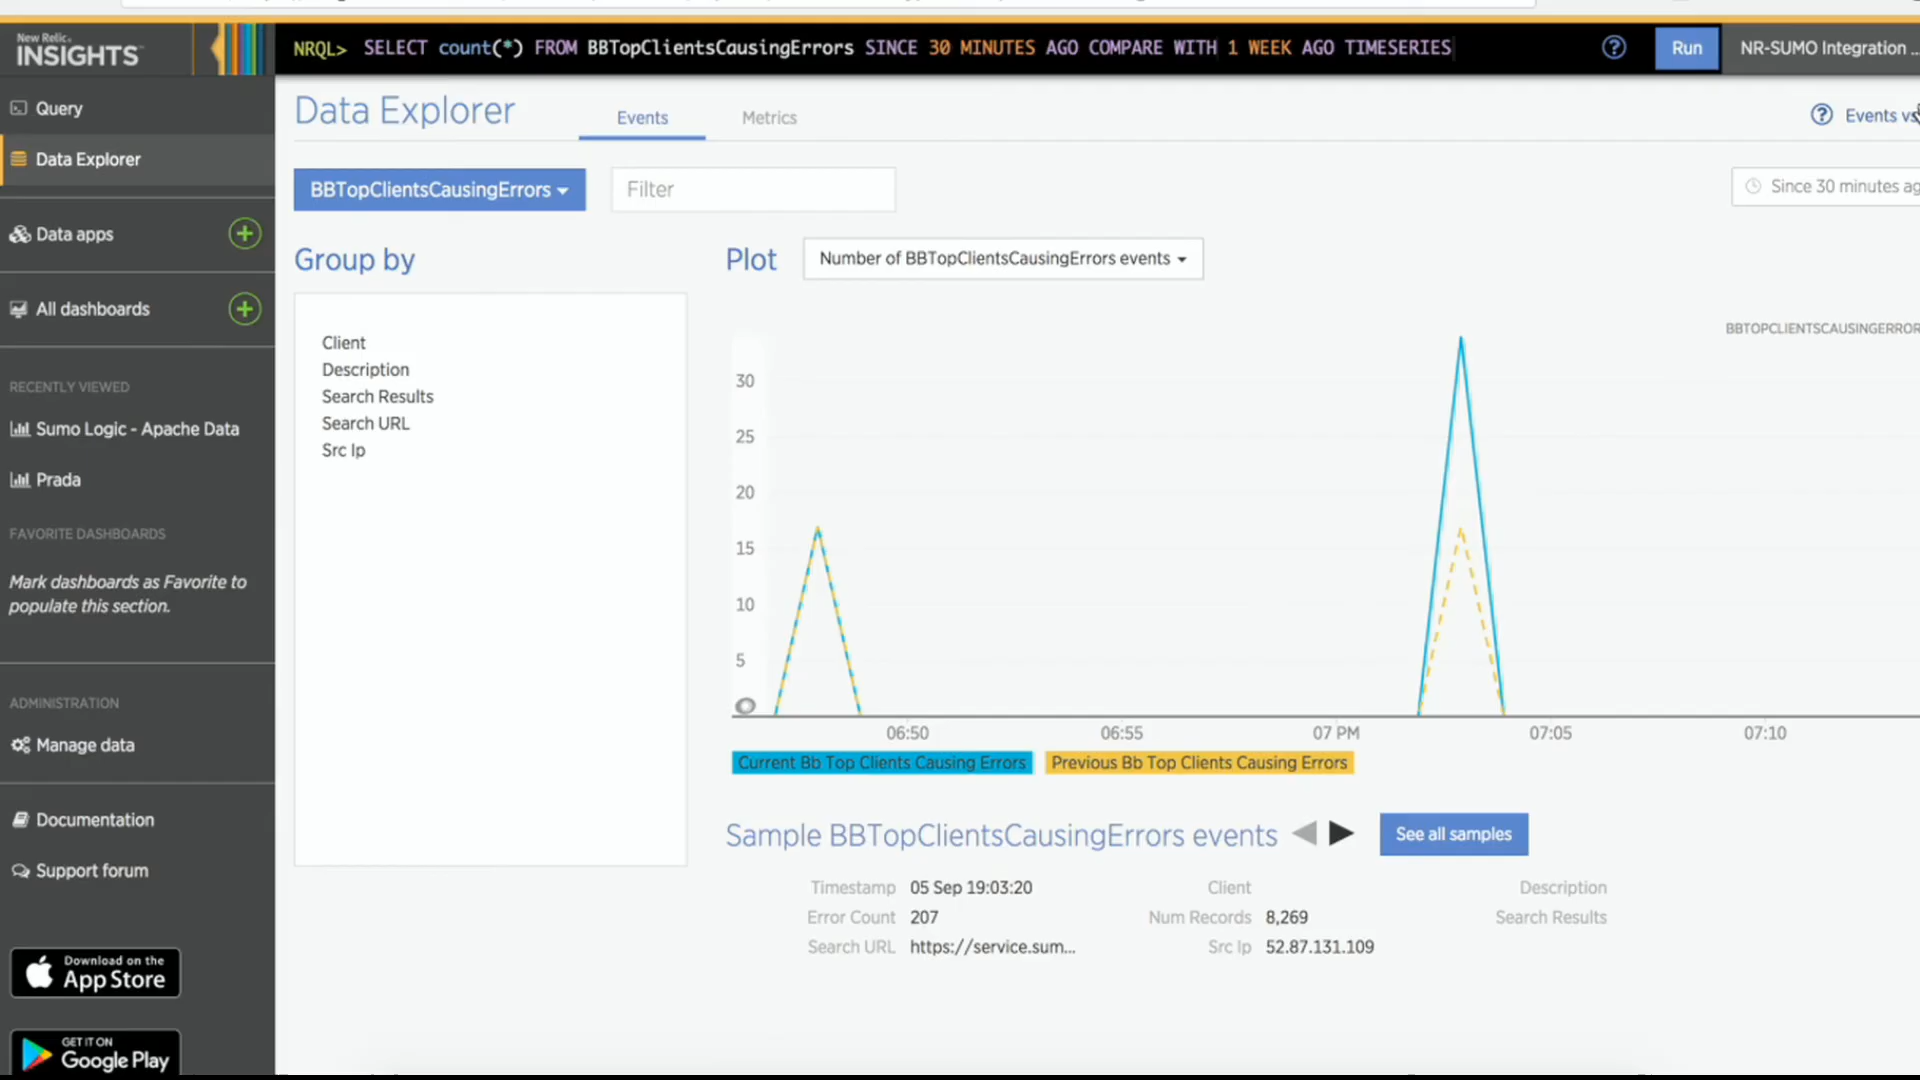 New Relic.
INSIGHTS
NRQL> SELECT count(*) FROM BBTopClientsCausingErrors SINCE 30 MINUTES AGO COMPARE WITH 1 WEEK AGO TIMESERIES
Run
NR-SUMO Integration ...
Query
Data Explorer
Data apps
All dashboards
RECENTLY VIEWED
Sumo Logic - Apache Data
Prada
FAVORITE DASHBOARDS
Mark dashboards as Favorite to
populate this section.
ADMINISTRATION
Manage data
Documentation
Support forum
Download on the
App Store
GET IT ON
Google Play
Data Explorer
Events
Metrics
Events vs
BBTopClientsCausingErrors
Filter
Since 30 minutes ag
Group by
Client
Description
Search Results
Search URL
Src Ip
Plot
Number of BBTopClientsCausingErrors events
BBTOPCLIENTSCAUSINGERROR
30
25
20
15
10
5
0
06:50
06:55
07 PM
07:05
07:10
Current Bb Top Clients Causing Errors
Previous Bb Top Clients Causing Errors
Sample BBTopClientsCausingErrors events
See all samples
Timestamp 05 Sep 19:03:20
Client
Description
Error Count 207
Num Records 8,269
Search Results
Search URL https://service.sum...
Src Ip 52.87.131.109